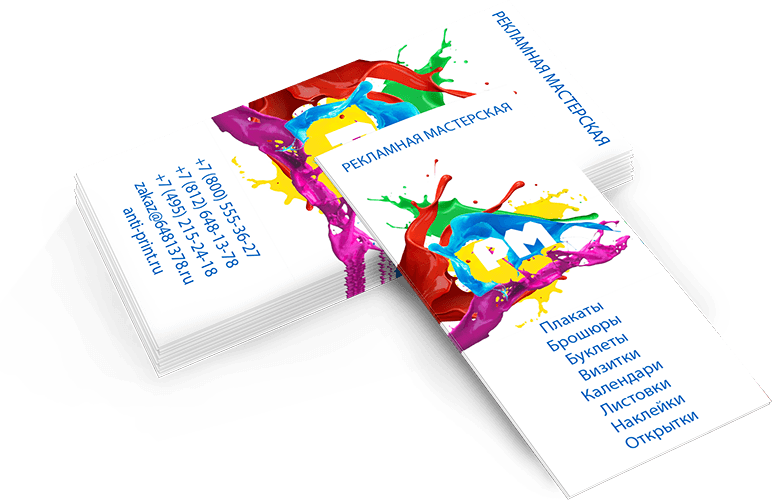 РЕКЛАМНАЯ МАСТЕРСКАЯ
+7 (800) 555-36-27
+7 (812) 648-13-78
+7 (495) 215-24-18
zakaz@6481378.ru
anti-print.ru
РЕКЛАМНАЯ МАСТЕРСКАЯ
РМ
Плакаты
Брошюры
Буклеты
Визитки
Календари
Листовки
Наклейки
Открытки